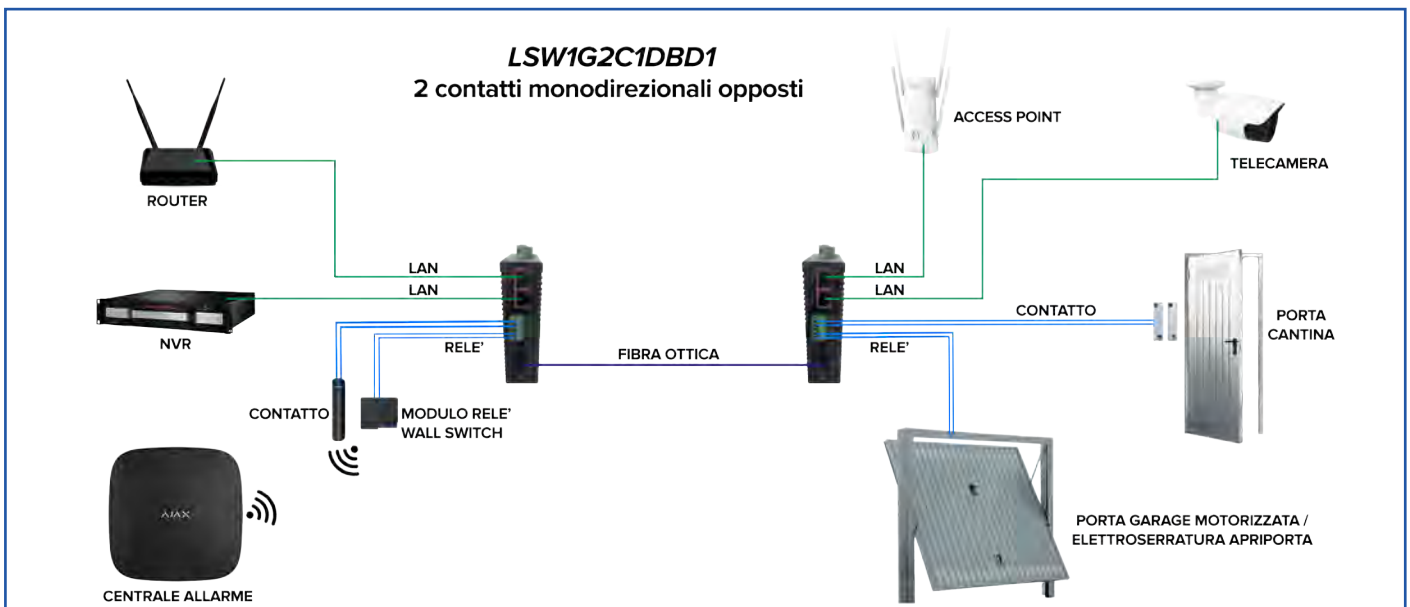 LSW1G2C1DBD1
2 contatti monodirezionali opposti
ROUTER
ACCESS POINT
TELECAMERA
LAN
LAN
NVR
LAN
LAN
CONTATTO
PORTA
CANTINA
RELE'
FIBRA OTTICA
RELE'
CONTATTO
MODULO RELE'
WALL SWITCH
AJAX
CENTRALE ALLARME
PORTA GARAGE MOTORIZZATA /
ELETTROSERRATURA APRIPORTA